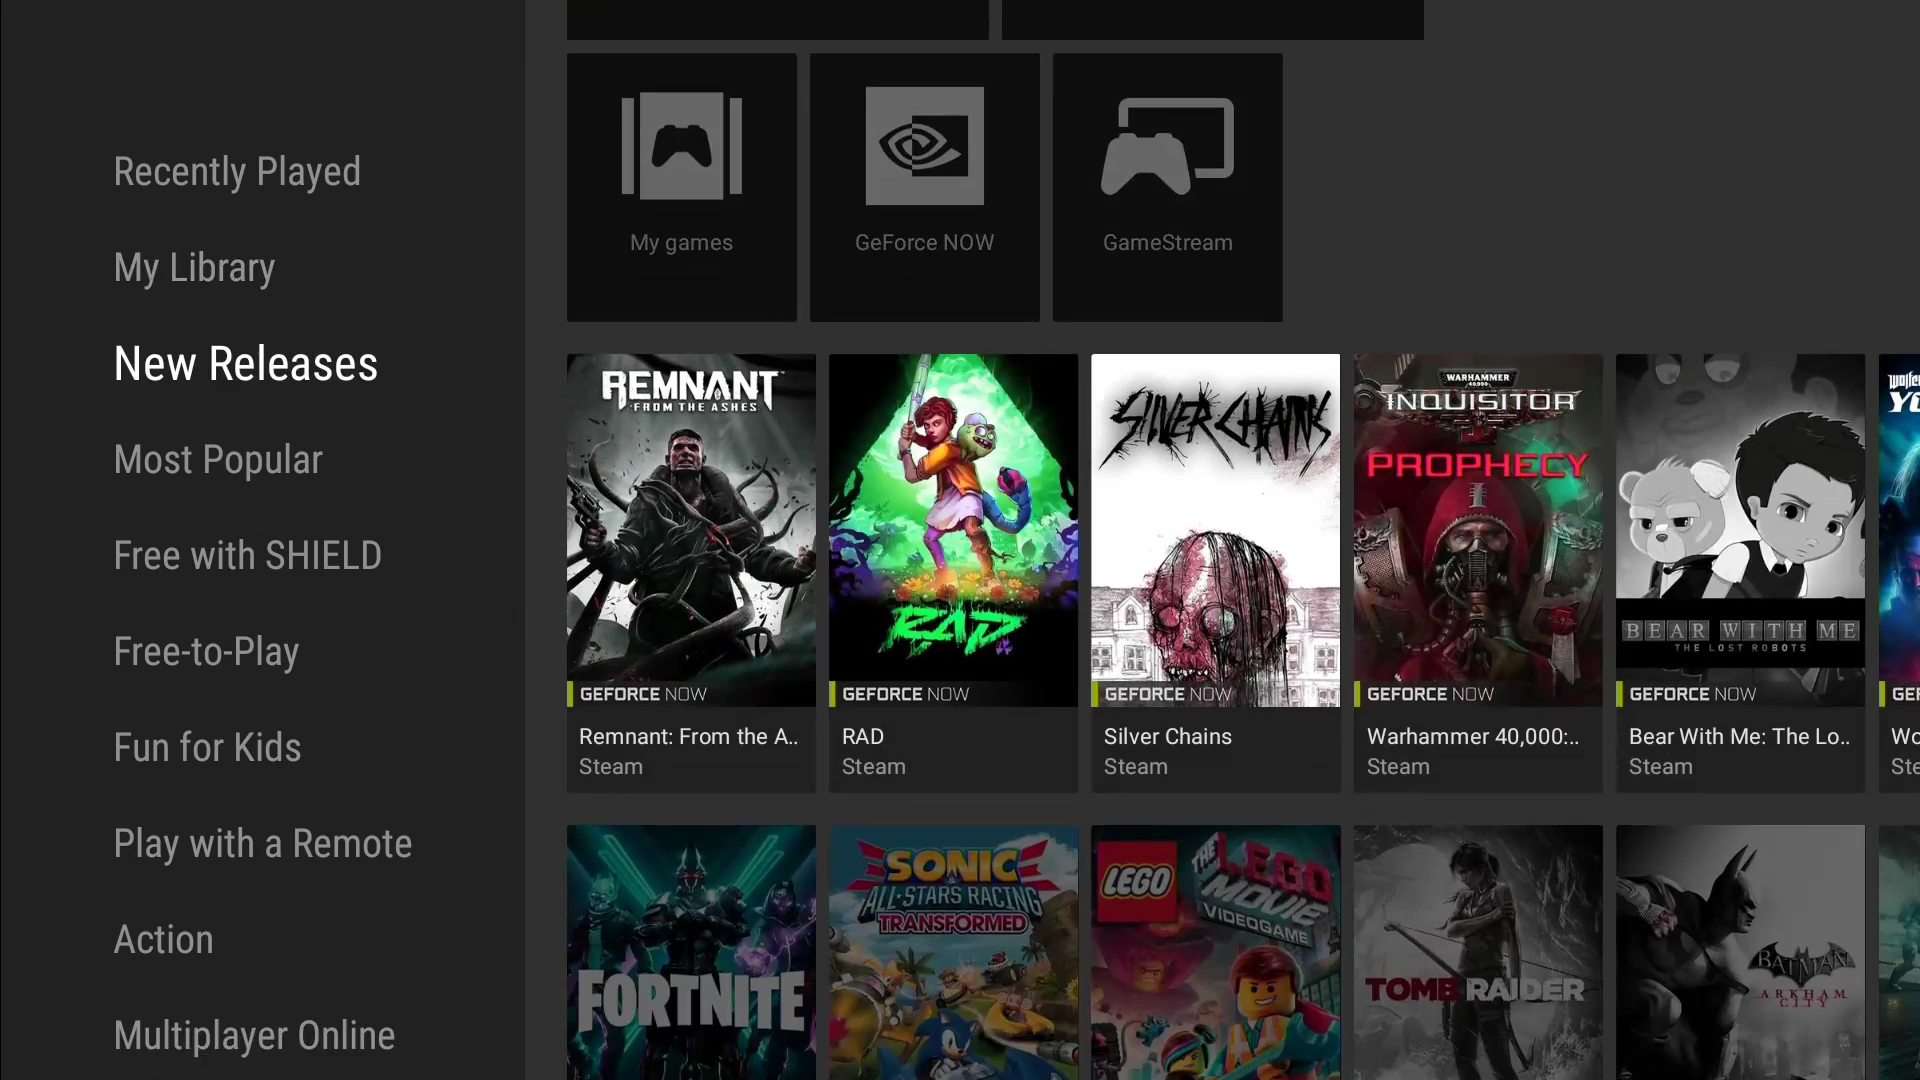 Recently Played
My Library
New Releases
Most Popular
Free with SHIELD
Free-to-Play
Fun for Kids
Play with a Remote
Action
Multiplayer Online
My games
GeForce NOW
GameStream
REMNANT
FROM THE ASHES
GEFORCE NOW
Remnant: From the A..
Steam
RAD
GEFORCE NOW
RAD
Steam
SILVER CHAINS
GEFORCE NOW
Silver Chains
Steam
WARHAMMER
40,000
INQUISITOR
PROPHECY
GEFORCE NOW
Warhammer 40,000:..
Steam
BEAR WITH ME
THE LOST ROBOTS
GEFORCE NOW
Bear With Me: The Lo..
Steam
FORTNITE
SONIC
&
ALL-STARS RACING
TRANSFORMED
LEGO
THE LEGO
MOVIE
VIDEOGAME
TOMB RAIDER
BATMAN
ARKHAM
CITY